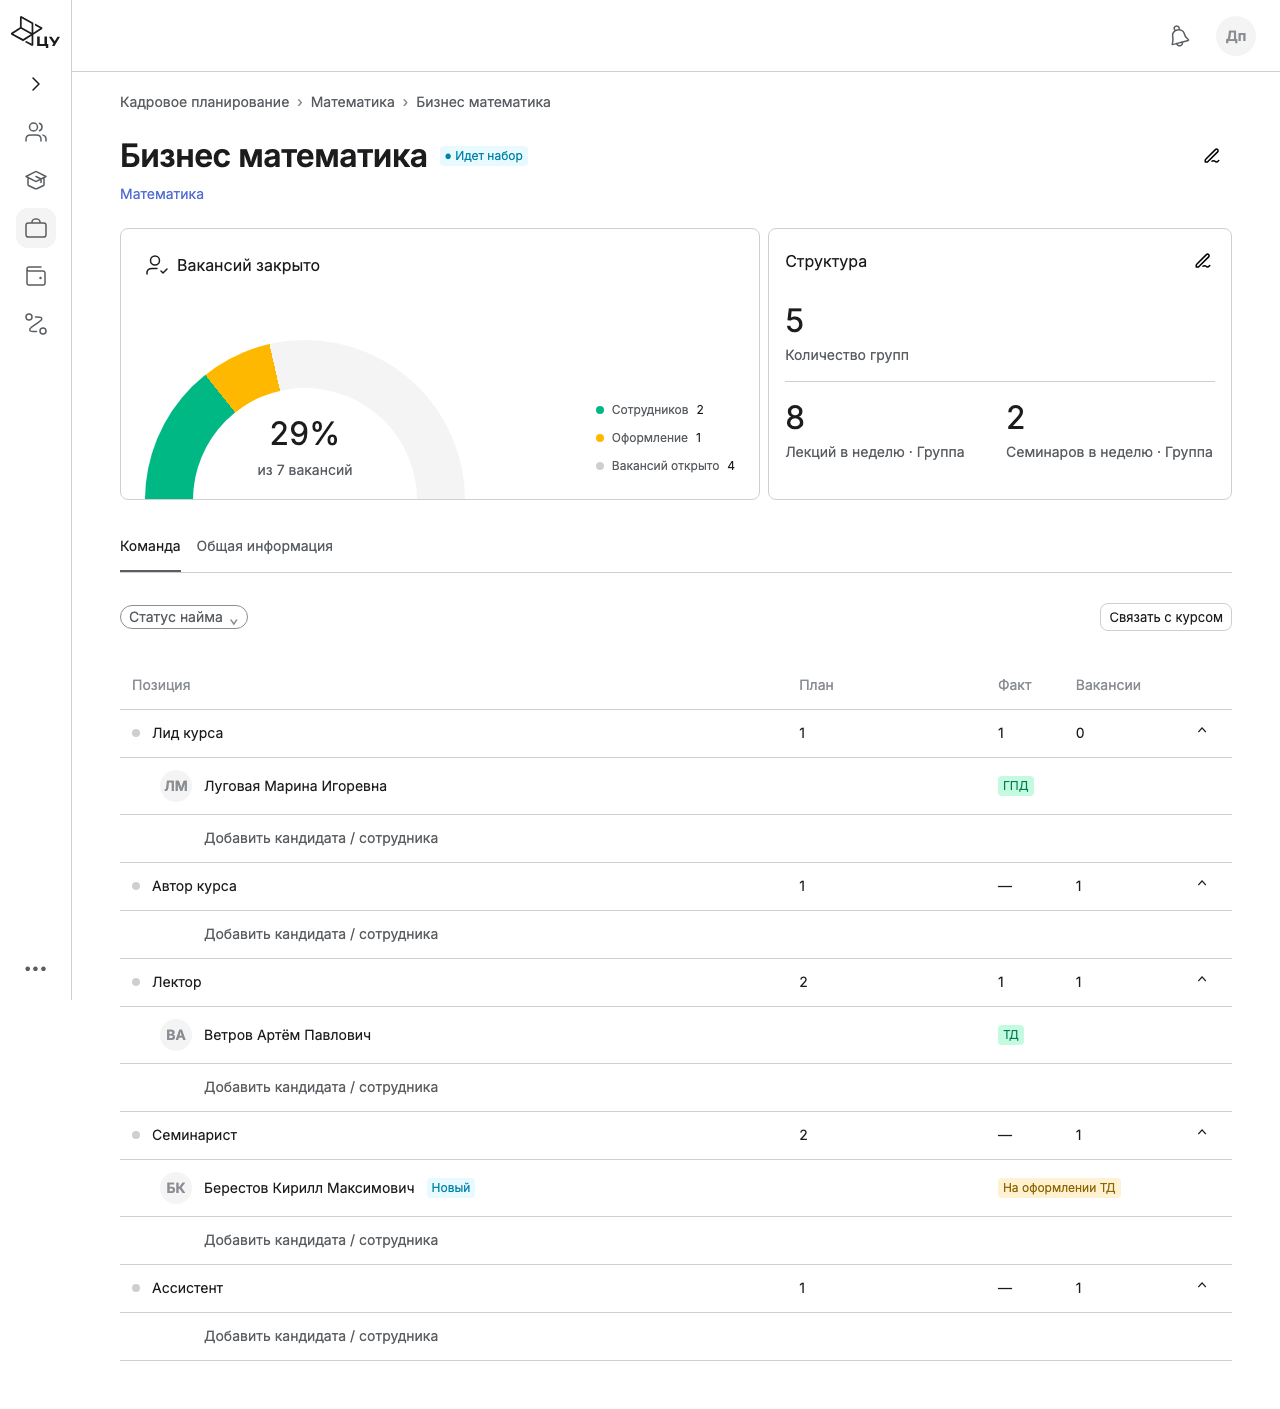 ЦУ
Дп
Кадровое планирование › Математика › Бизнес математика
Бизнес математика
Идет набор
Математика
Вакансий закрыто
29%
из 7 вакансий
Сотрудников 2
Оформление 1
Вакансий открыто 4
Структура
5
Количество групп
8
Лекций в неделю · Группа
2
Семинаров в неделю · Группа
Команда Общая информация
Статус найма
Связать с курсом
Позиция План Факт Вакансии
Лид курса 1 1 0
ЛМ Луговая Марина Игоревна ГПД
Добавить кандидата / сотрудника
Автор курса 1 — 1
Добавить кандидата / сотрудника
Лектор 2 1 1
ВА Ветров Артём Павлович ТД
Добавить кандидата / сотрудника
Семинарист 2 — 1
БК Берестов Кирилл Максимович Новый На оформлении ТД
Добавить кандидата / сотрудника
Ассистент 1 — 1
Добавить кандидата / сотрудника